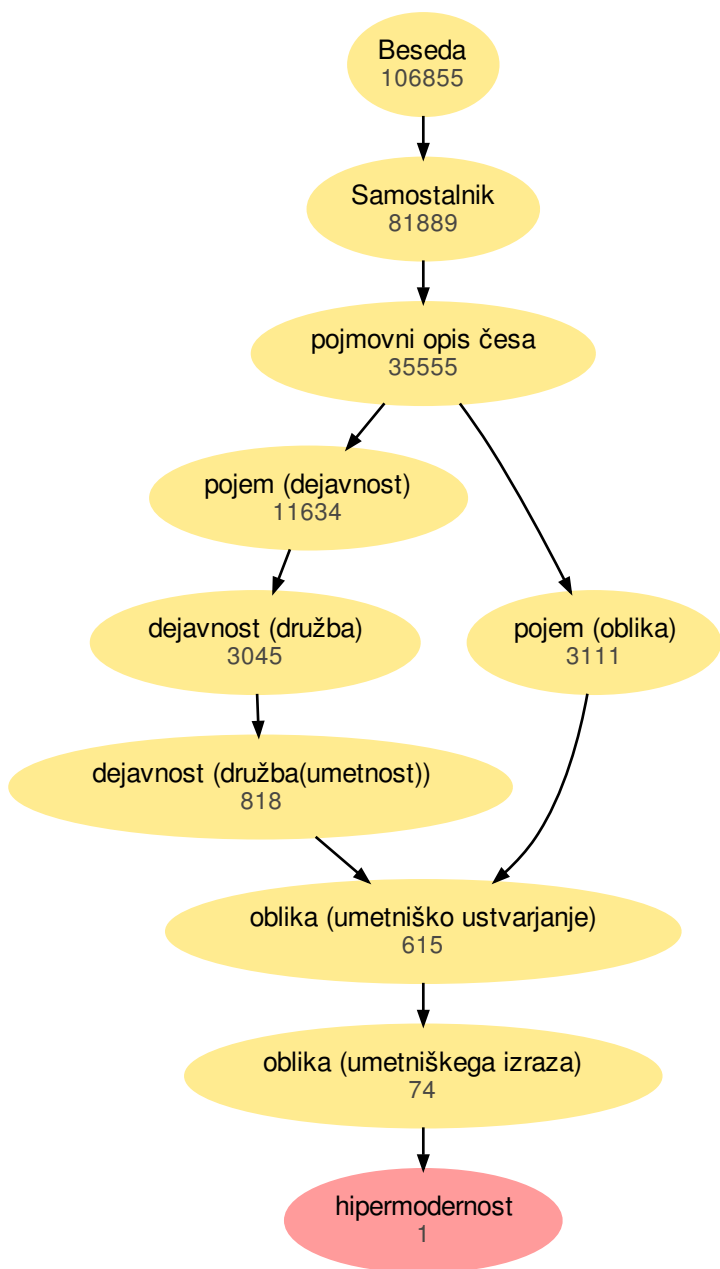 Beseda
106855
Samostalnik
81889
pojmovni opis česa
35555
pojem (dejavnost)
11634
dejavnost (družba)
3045
pojem (oblika)
3111
dejavnost (družba(umetnost))
818
oblika (umetniško ustvarjanje)
615
oblika (umetniškega izraza)
74
hipermodernost
1